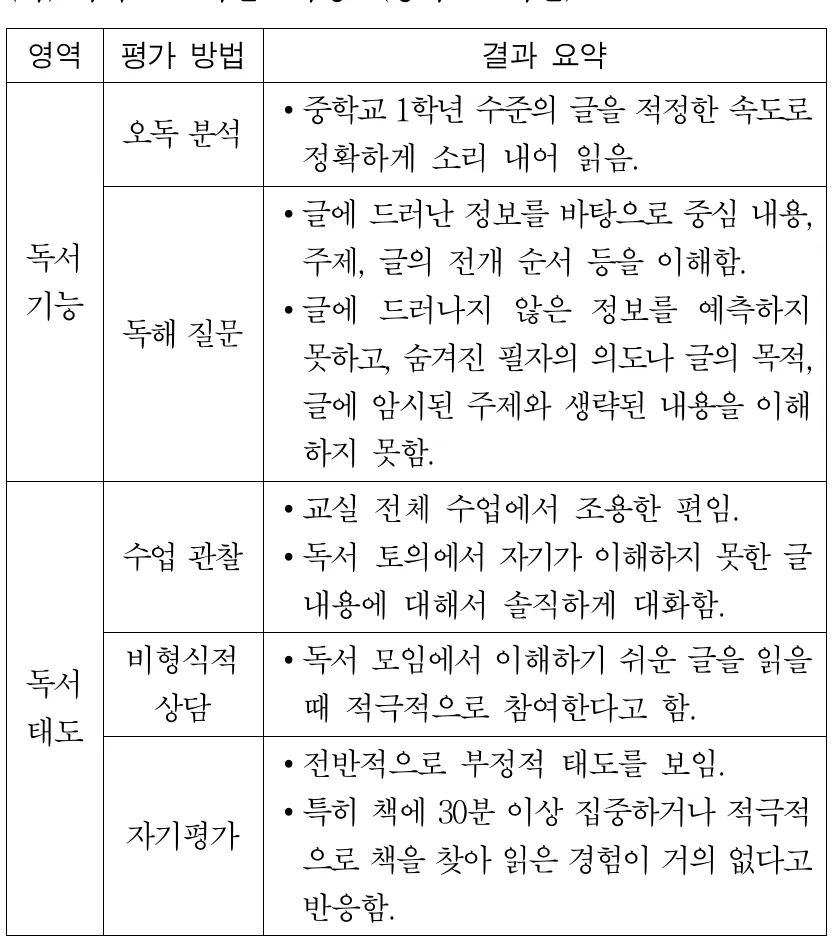 영역 평가 방법 결과 요약
독서
기능
오독 분석
• 중학교 1학년 수준의 글을 적정한 속도로
정확하게 소리 내어 읽음.
독해 질문
• 글에 드러난 정보를 바탕으로 중심 내용,
주제, 글의 전개 순서 등을 이해함.
• 글에 드러나지 않은 정보를 예측하지
못하고, 숨겨진 필자의 의도나 글의 목적,
글에 암시된 주제와 생략된 내용을 이해
하지 못함.
독서
태도
수업 관찰
• 교실 전체 수업에서 조용한 편임.
• 독서 토의에서 자기가 이해하지 못한 글
내용에 대해서 솔직하게 대화함.
비형식적
상담
• 독서 모임에서 이해하기 쉬운 글을 읽을
때 적극적으로 참여한다고 함.
자기평가
• 전반적으로 부정적 태도를 보임.
• 특히 책에 30분 이상 집중하거나 적극적
으로 책을 찾아 읽은 경험이 거의 없다고
반응함.